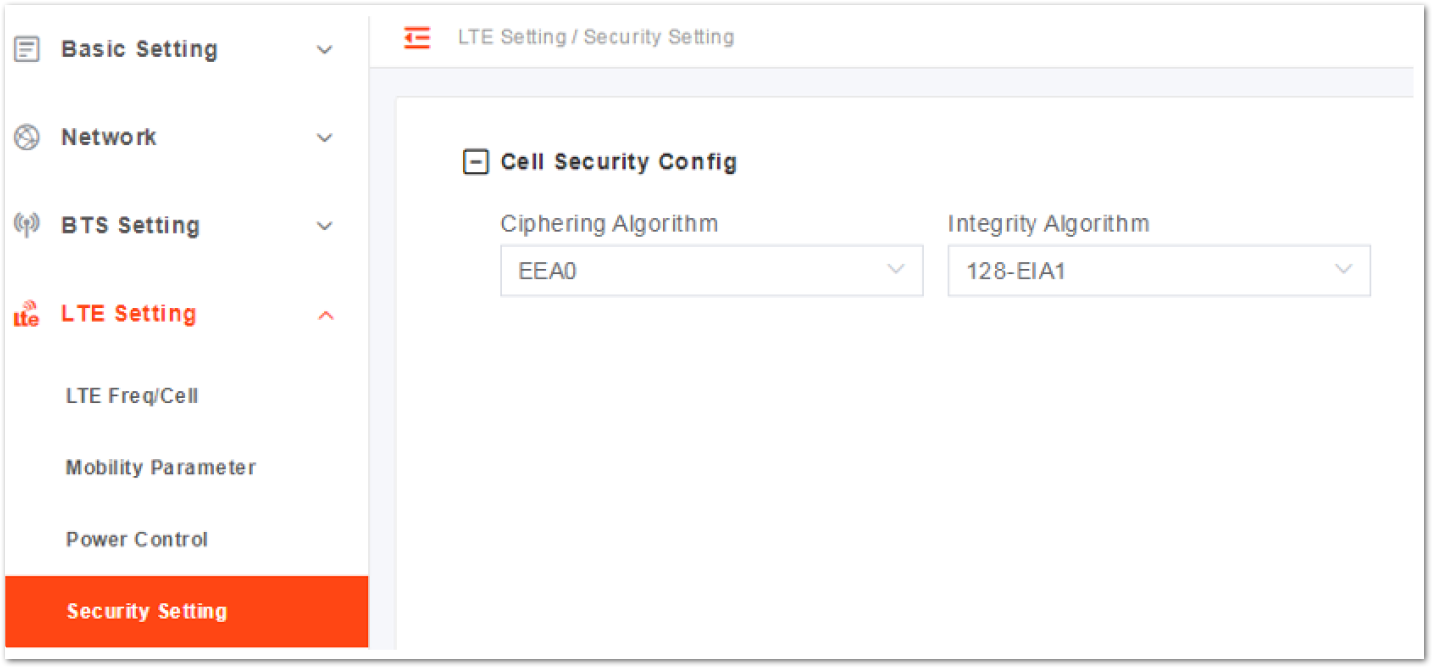 Basic Setting
Network
BTS Setting
Lte LTE Setting
LTE Freq/Cell
Mobility Parameter
Power Control
Security Setting
LTE Setting / Security Setting
Cell Security Config
Ciphering Algorithm Integrity Algorithm
EEA0 128-EIA1